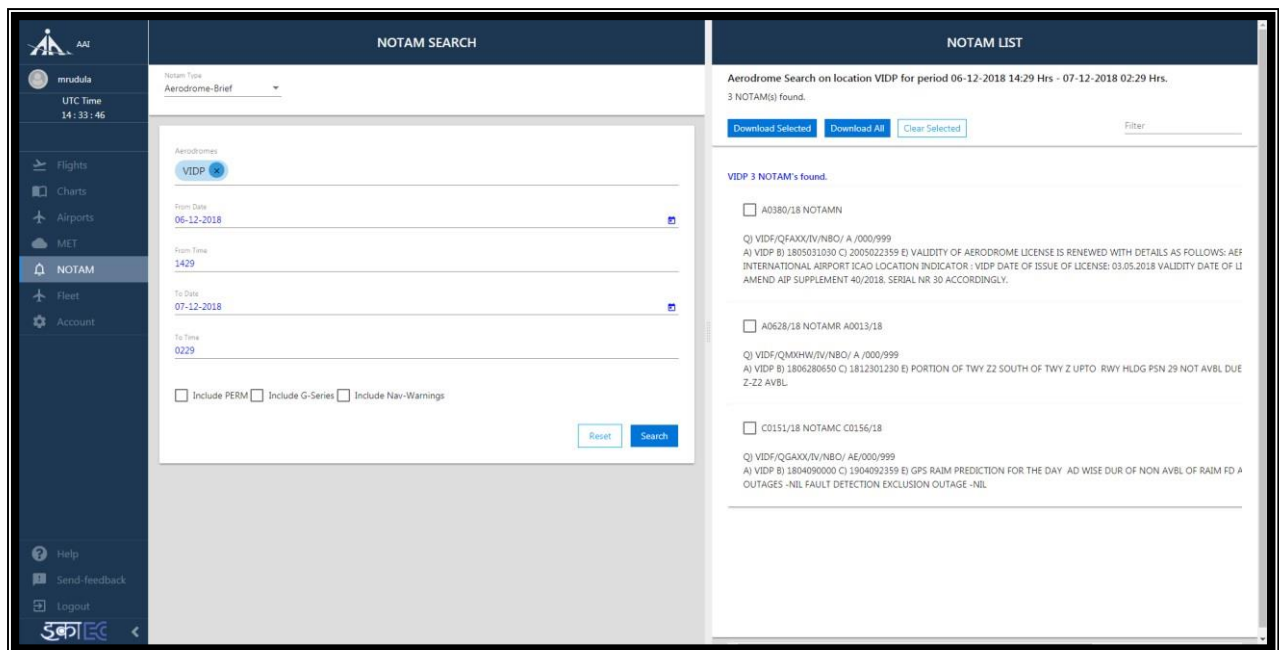 AAI
mrudula
UTC Time
14 : 33 : 46
Flights
Charts
Airports
MET
NOTAM
Fleet
Account
Help
Send-feedback
Logout
इका
NOTAM SEARCH
Notam Type
Aerodrome-Brief
Aerodromes
VIDP
From Date
06-12-2018
From Time
1429
To Date
07-12-2018
To Time
0229
Include PERM Include G-Series Include Nav-Warnings
Reset Search
NOTAM LIST
Aerodrome Search on location VIDP for period 06-12-2018 14:29 Hrs - 07-12-2018 02:29 Hrs.
3 NOTAM(s) found.
Download Selected Download All Clear Selected Filter
VIDP 3 NOTAM's found.
A0380/18 NOTAMN
Q) VIDF/QFAXX/IV/NBO/ A /000/999
A) VIDP B) 1805031030 C) 2005022359 E) VALIDITY OF AERODROME LICENSE IS RENEWED WITH DETAILS AS FOLLOWS: AER
INTERNATIONAL AIRPORT ICAO LOCATION INDICATOR : VIDP DATE OF ISSUE OF LICENSE: 03.05.2018 VALIDITY DATE OF LI
AMEND AIP SUPPLEMENT 40/2018, SERIAL NR 30 ACCORDINGLY.
A0628/18 NOTAMR A0013/18
Q) VIDF/QMXHW/IV/NBO/ A /000/999
A) VIDP B) 1806280650 C) 1812301230 E) PORTION OF TWY Z2 SOUTH OF TWY Z UPTO RWY HLDG PSN 29 NOT AVBL DUE
Z-Z2 AVBL.
C0151/18 NOTAMC C0156/18
Q) VIDF/QGAXX/IV/NBO/ AE/000/999
A) VIDP B) 1804090000 C) 1904092359 E) GPS RAIM PREDICTION FOR THE DAY AD WISE DUR OF NON AVBL OF RAIM FD A
OUTAGES -NIL FAULT DETECTION EXCLUSION OUTAGE -NIL